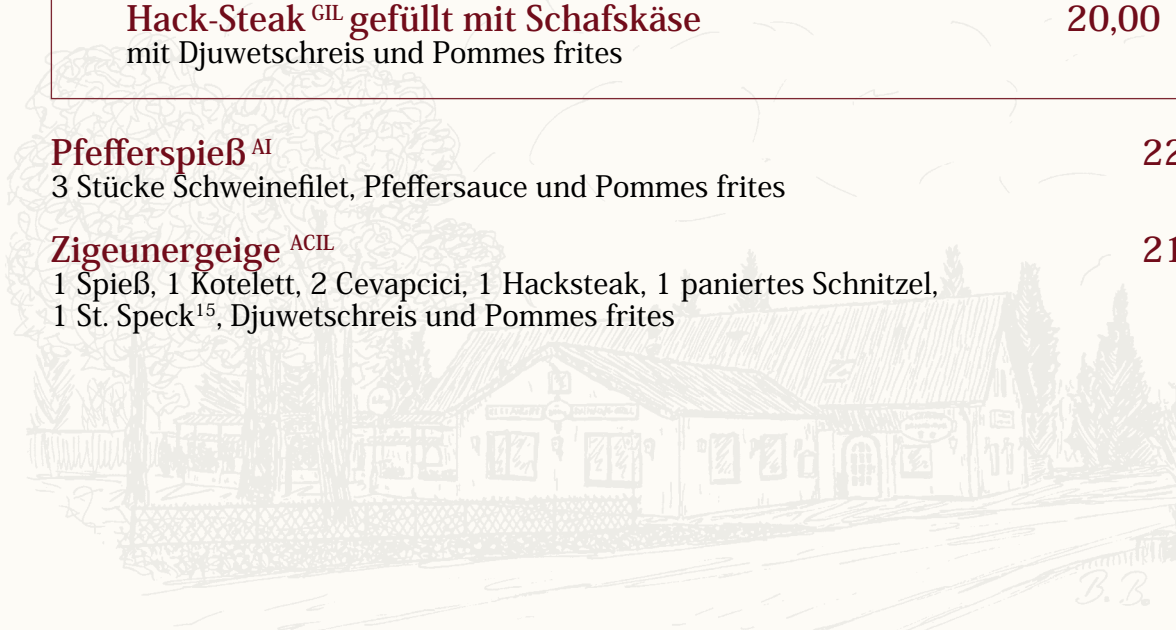 Hack-Steak GIL gefüllt mit Schafskäse 20,00
mit Djuwetschreis und Pommes frites
Pfefferspieß AI 22
3 Stücke Schweinefilet, Pfeffersauce und Pommes frites
Zigeunergeige ACIL 21
1 Spieß, 1 Kotelett, 2 Cevapcici, 1 Hacksteak, 1 paniertes Schnitzel,
1 St. Speck15, Djuwetschreis und Pommes frites
B. B.